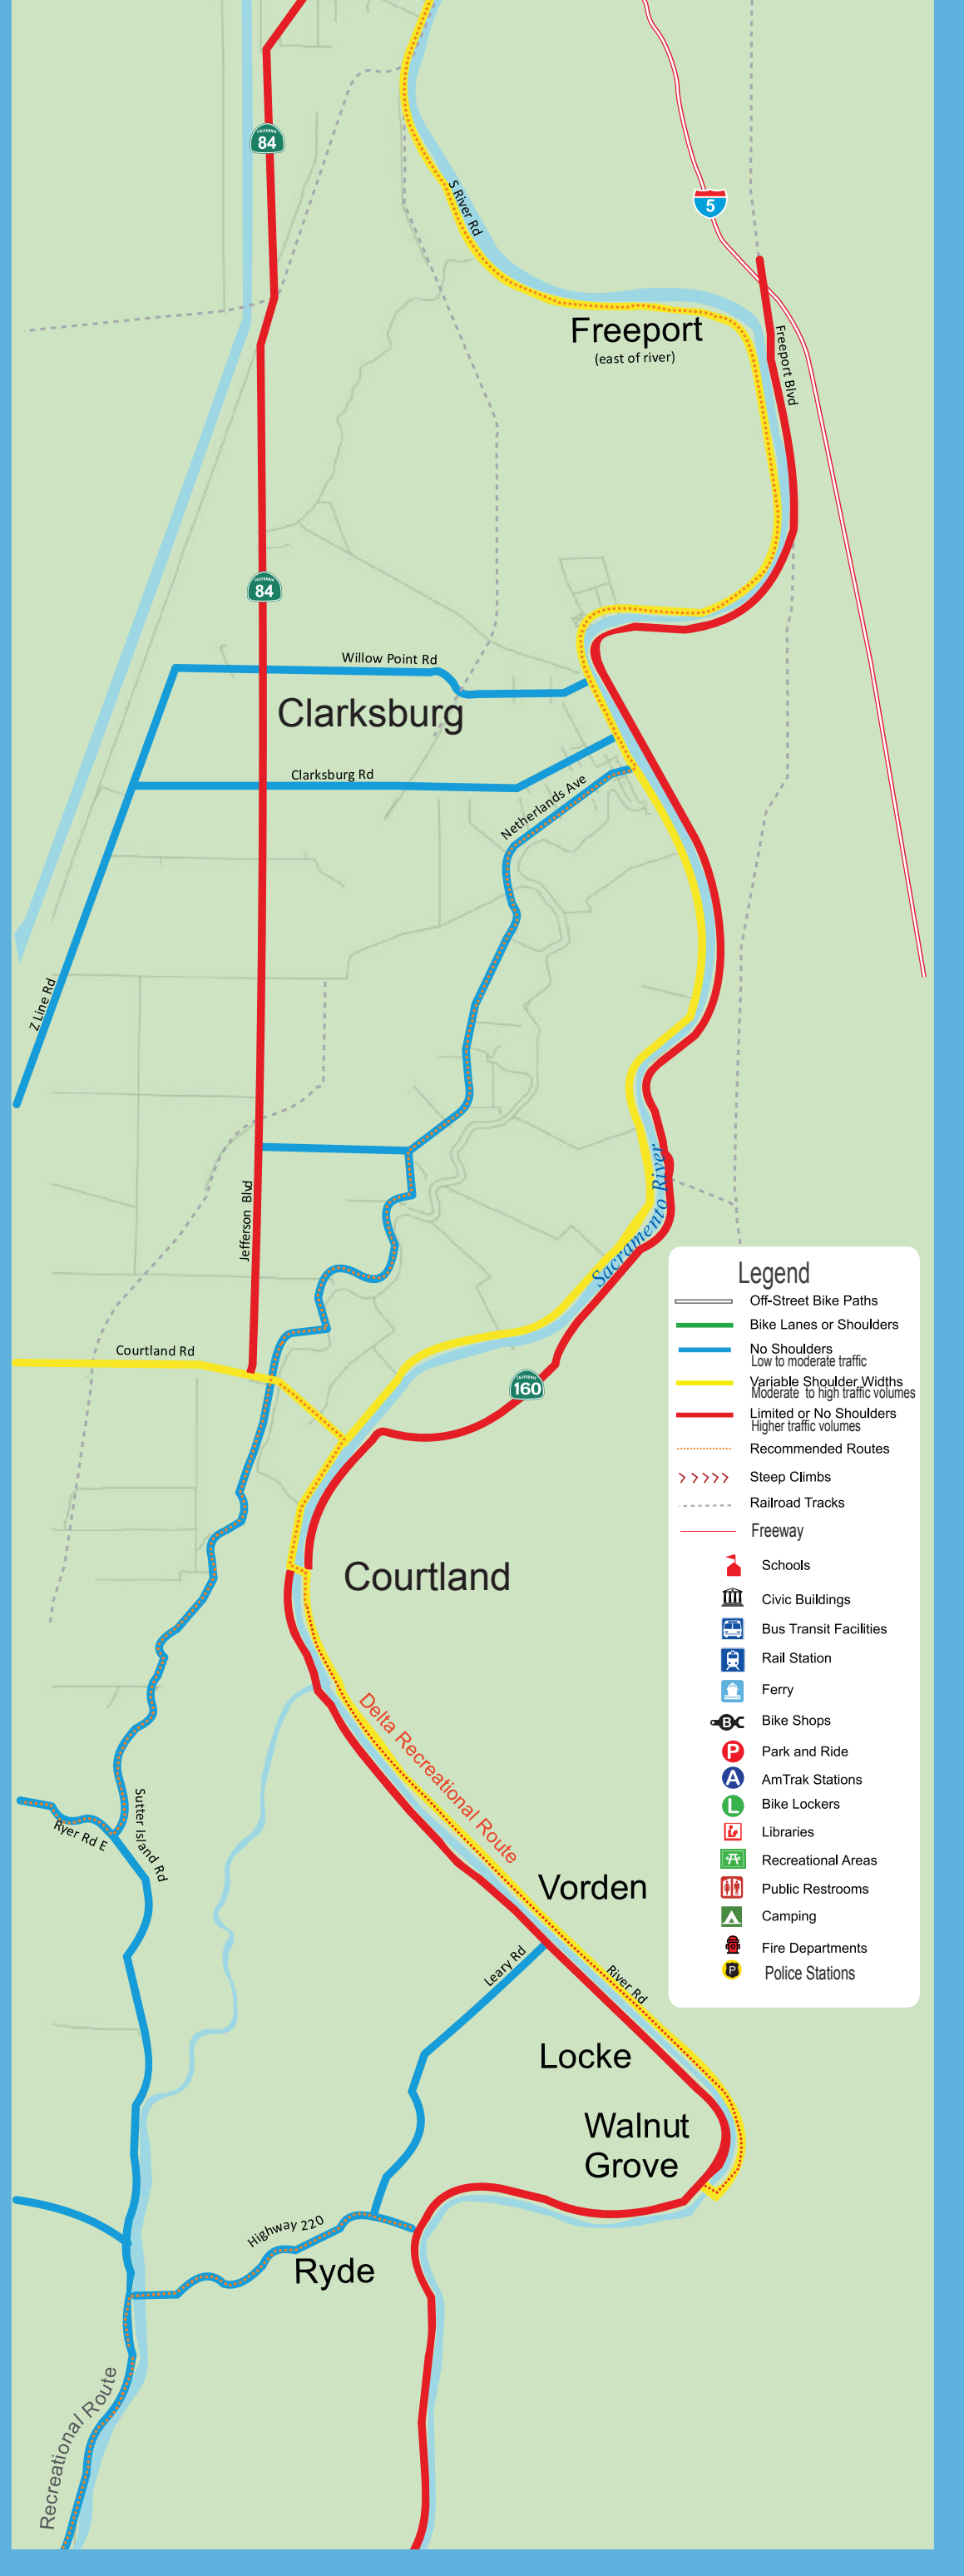 CALIFORNIA
84
S River Rd
5
Freeport
(east of river)
Freeport Blvd
CALIFORNIA
84
Willow Point Rd
Clarksburg
Clarksburg Rd
Netherlands Ave
Z Line Rd
Sacramento River
Jefferson Blvd
Courtland Rd
CALIFORNIA
160
Courtland
Delta Recreational Route
Sutter Island Rd
Ryer Rd E
Vorden
Leary Rd
River Rd
Locke
Walnut
Grove
Highway 220
Ryde
Recreational Route
Legend
Off-Street Bike Paths
Bike Lanes or Shoulders
No Shoulders
Low to moderate traffic
Variable Shoulder Widths
Moderate to high traffic volumes
Limited or No Shoulders
Higher traffic volumes
Recommended Routes
Steep Climbs
Railroad Tracks
Freeway
Schools
Civic Buildings
Bus Transit Facilities
Rail Station
Ferry
B
Bike Shops
P
Park and Ride
A
AmTrak Stations
L
Bike Lockers
Libraries
Recreational Areas
Public Restrooms
Camping
Fire Departments
P
Police Stations